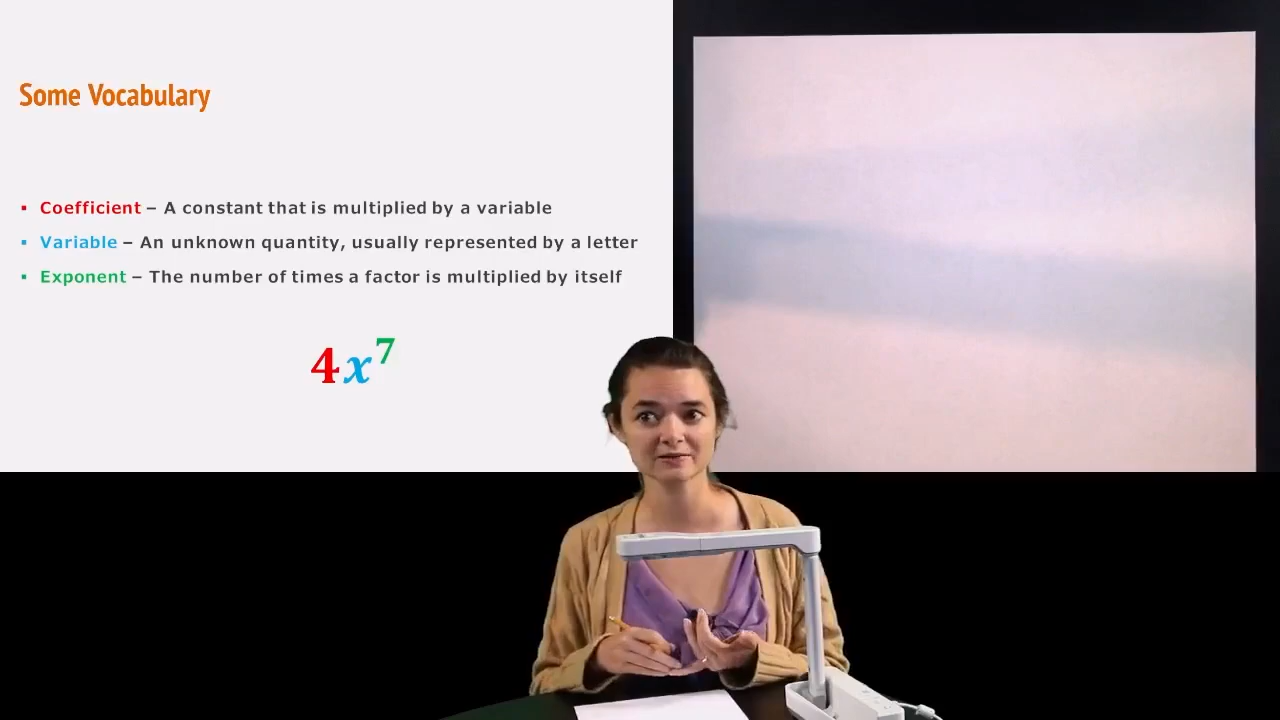 Some Vocabulary
▪ Coefficient – A constant that is multiplied by a variable
▪ Variable – An unknown quantity, usually represented by a letter
▪ Exponent – The number of times a factor is multiplied by itself
4x⁷